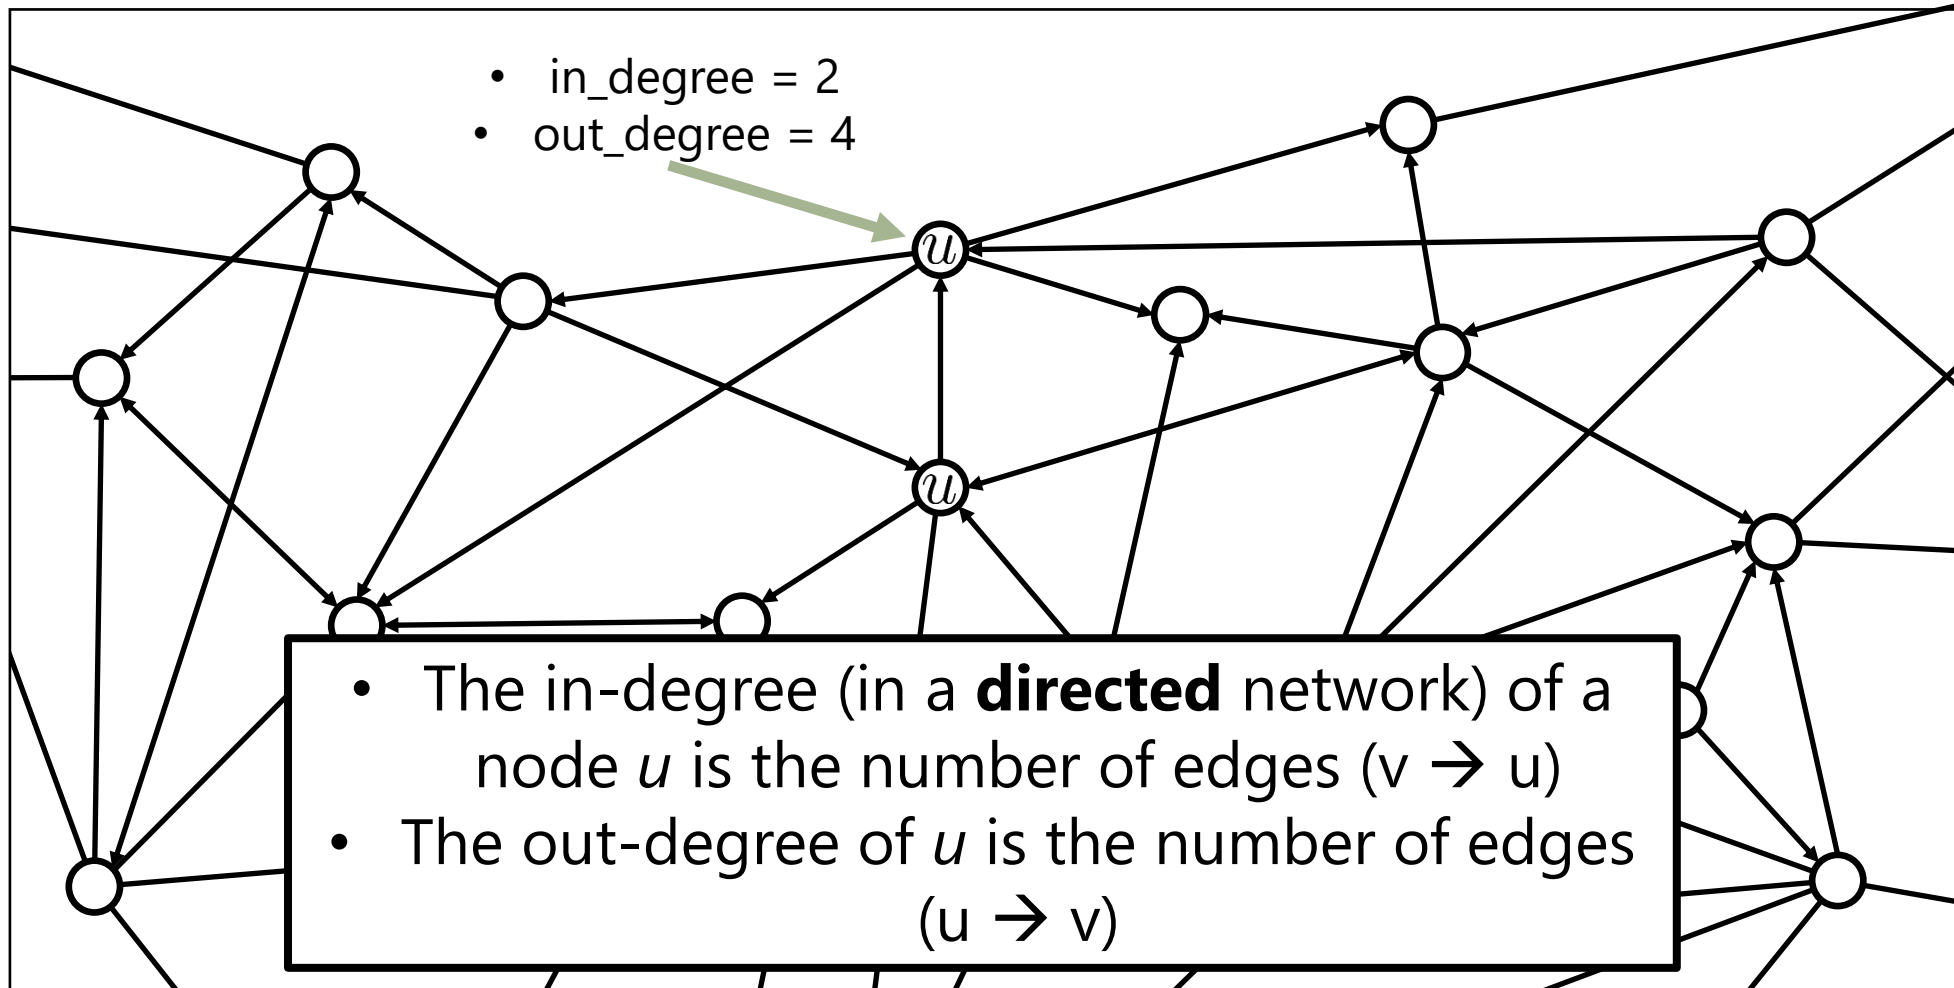 • in_degree = 2
• out_degree = 4
u
u
• The in-degree (in a directed network) of a
node u is the number of edges (v → u)
• The out-degree of u is the number of edges
(u → v)